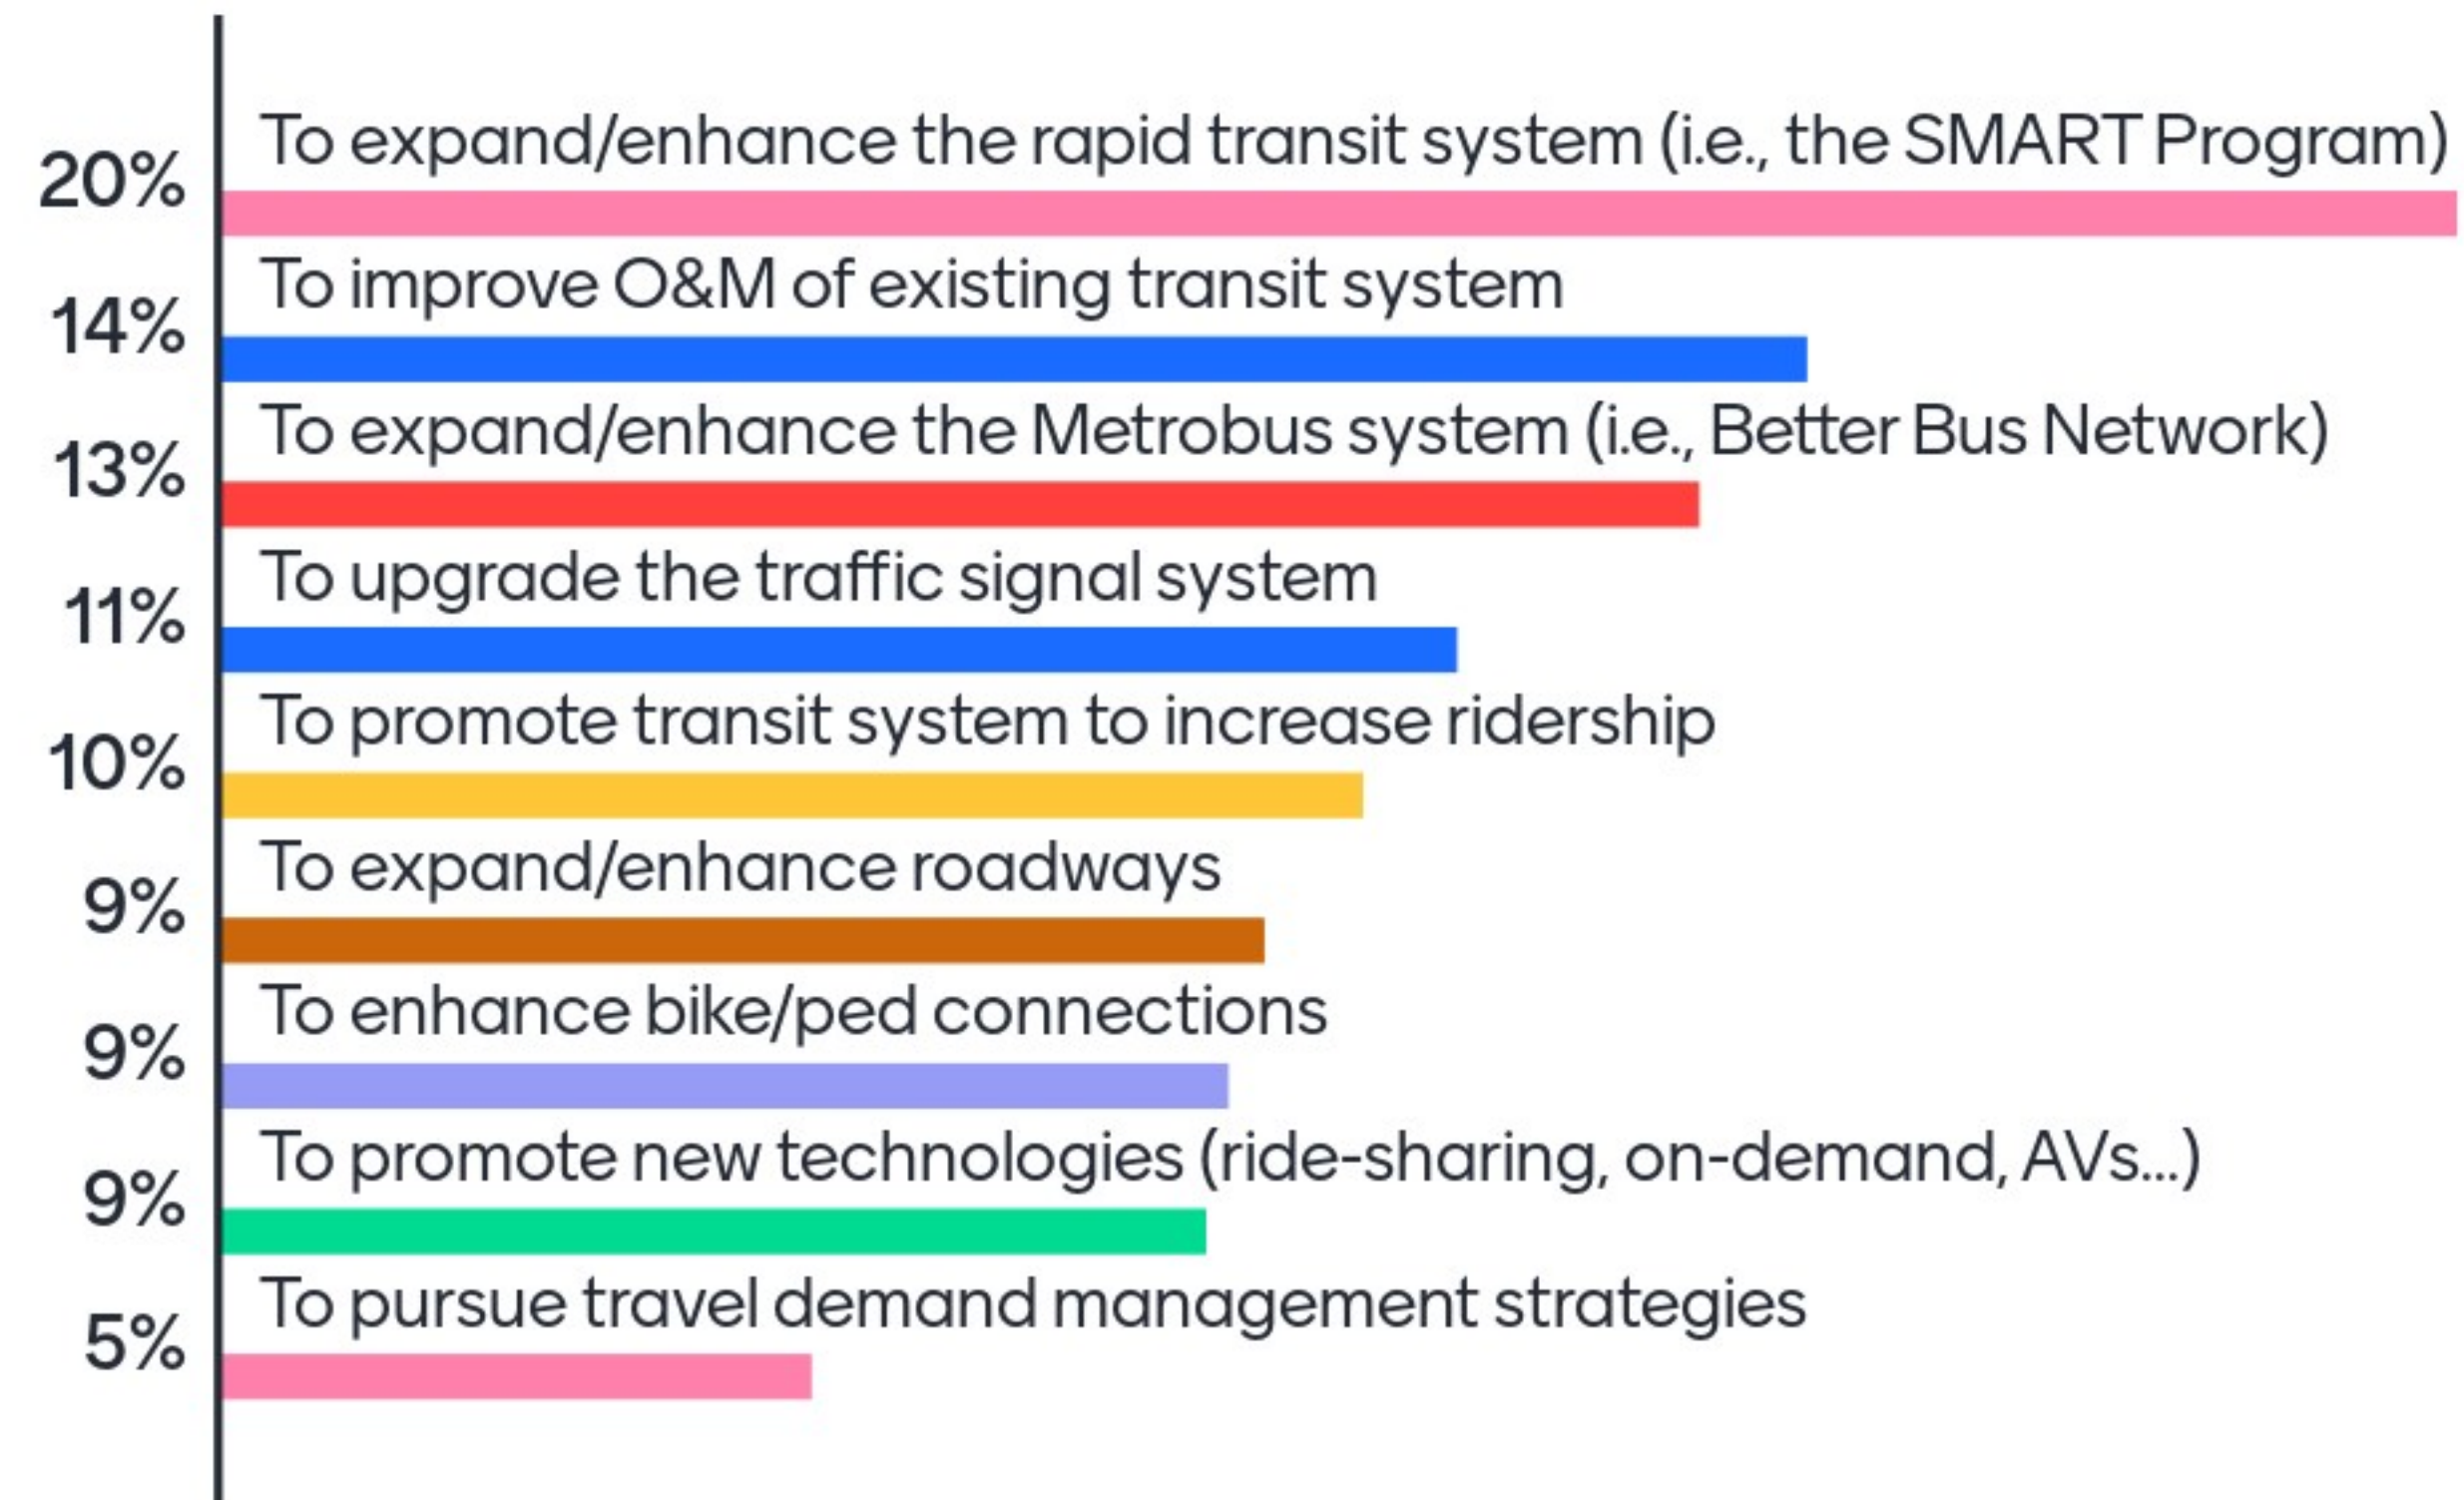 To expand/enhance the rapid transit system (i.e., the SMART Program)
20%
To improve O&M of existing transit system
14%
To expand/enhance the Metrobus system (i.e., Better Bus Network)
13%
To upgrade the traffic signal system
11%
To promote transit system to increase ridership
10%
To expand/enhance roadways
9%
To enhance bike/ped connections
9%
To promote new technologies (ride-sharing, on-demand, AVs...)
9%
To pursue travel demand management strategies
5%